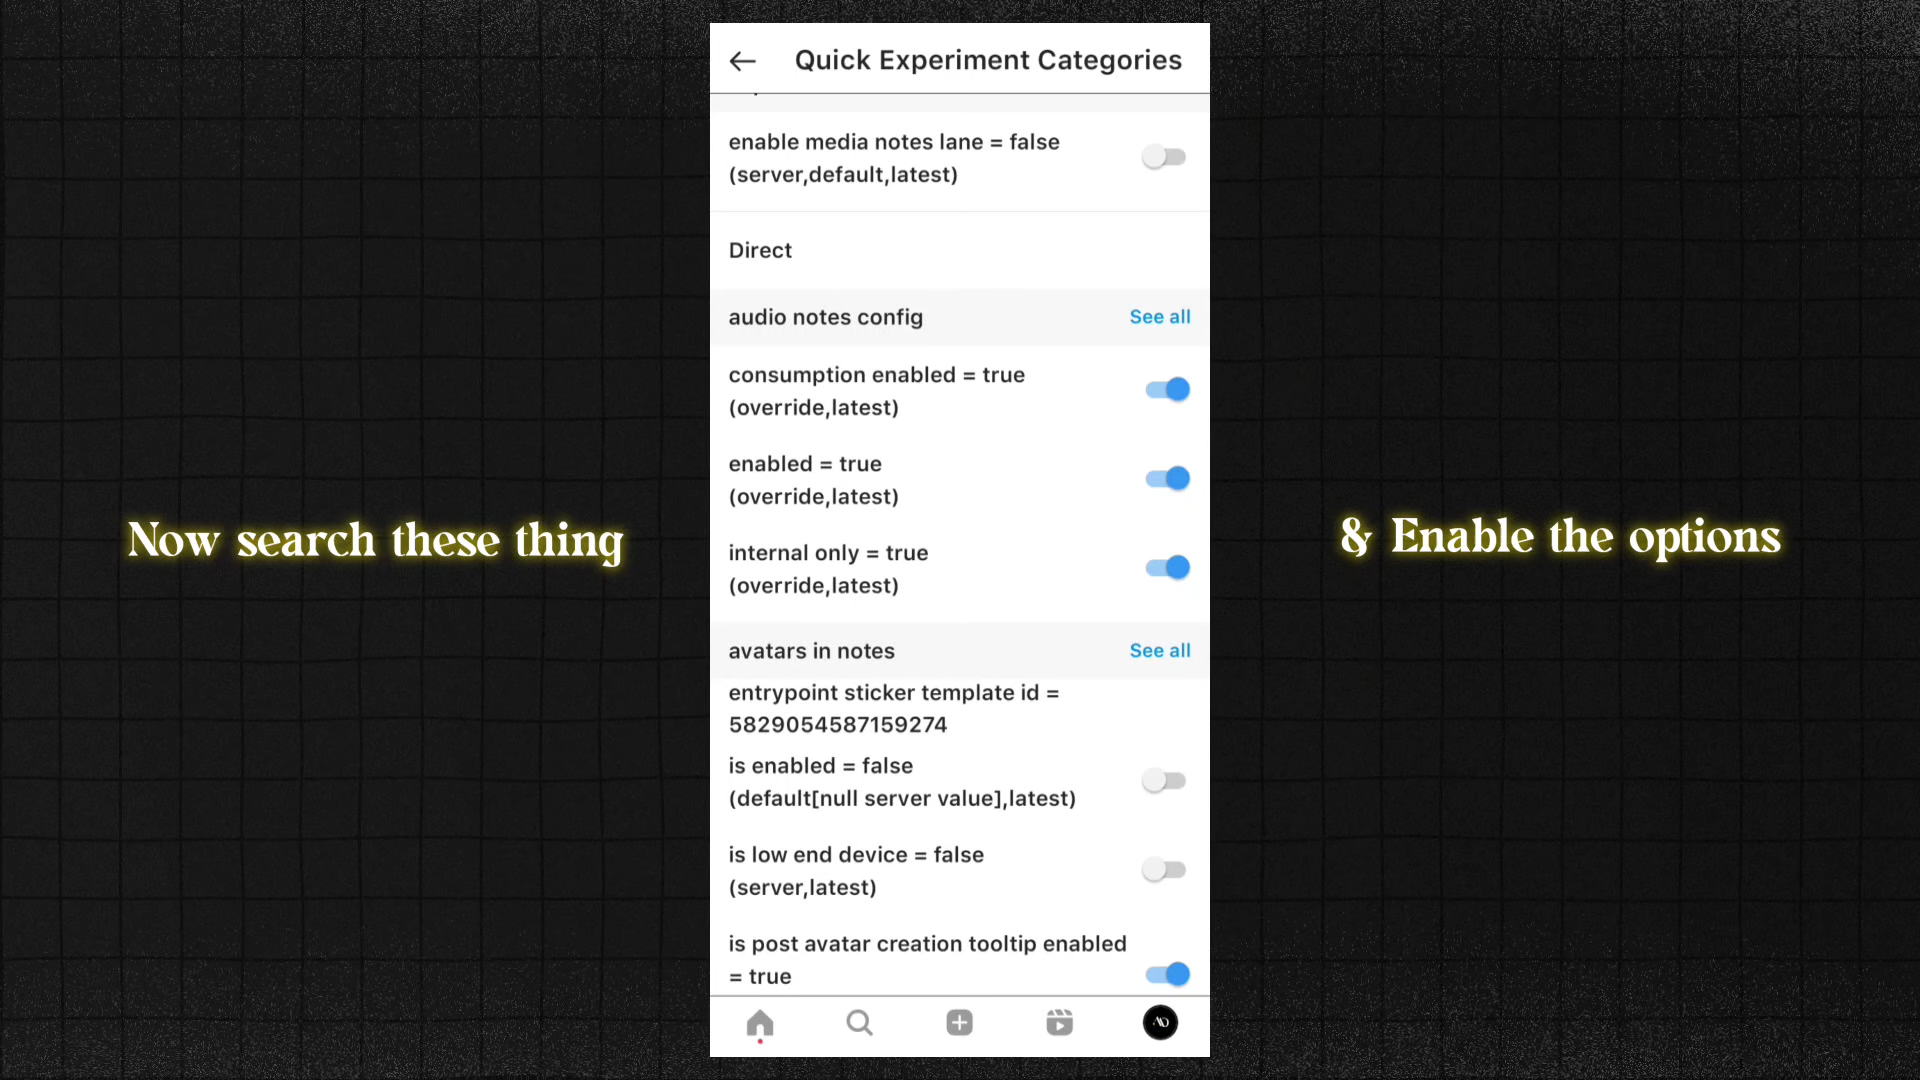 Quick Experiment Categories
enable media notes lane = false
(server,default,latest)
Direct
audio notes config
See all
consumption enabled = true
(override,latest)
enabled = true
(override,latest)
internal only = true
(override,latest)
avatars in notes
See all
entrypoint sticker template id =
5829054587159274
is enabled = false
(default[null server value],latest)
is low end device = false
(server,latest)
is post avatar creation tooltip enabled
= true
Now search these thing
& Enable the options